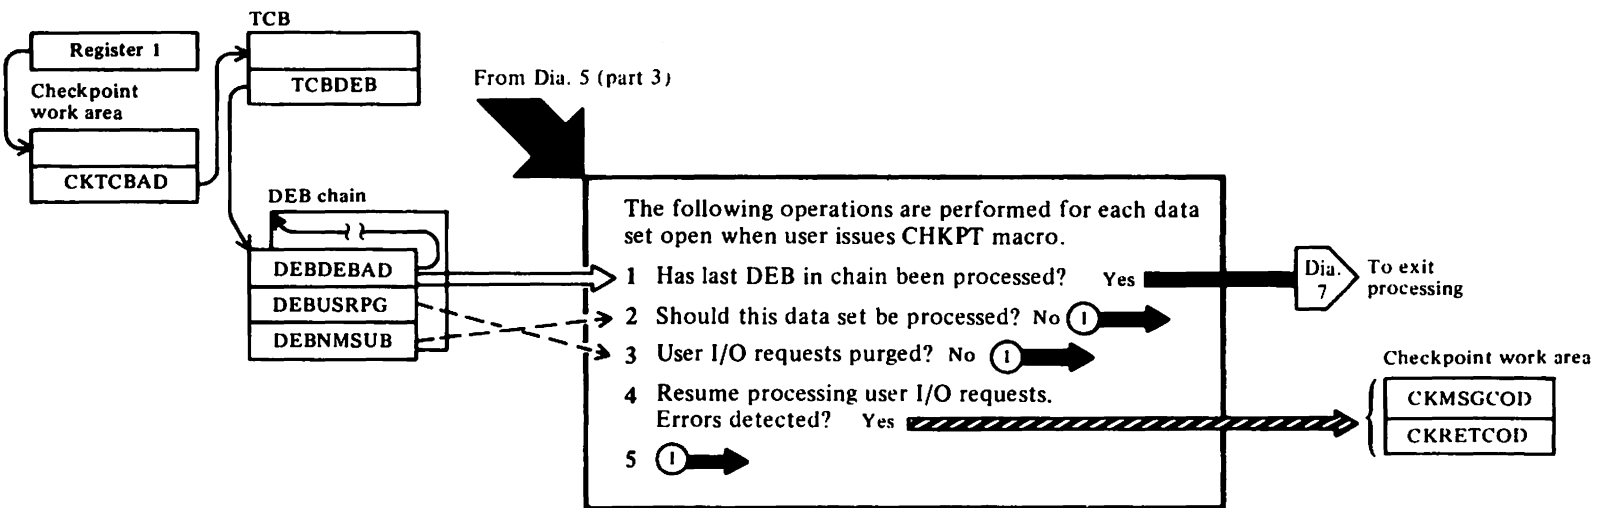 TCB
Register 1
TCBDEB
Checkpoint
work area
CKTCBAD
DEB chain
DEBDEBAD
DEBUSRPG
DEBNMSUB
From Dia. 5 (part 3)
The following operations are performed for each data
set open when user issues CHKPT macro.
1 Has last DEB in chain been processed? Yes
Dia.
7
To exit
processing
2 Should this data set be processed? No 1
3 User I/O requests purged? No 1
4 Resume processing user I/O requests.
Errors detected? Yes
5 1
Checkpoint work area
CKMSGCOD
CKRETCOD